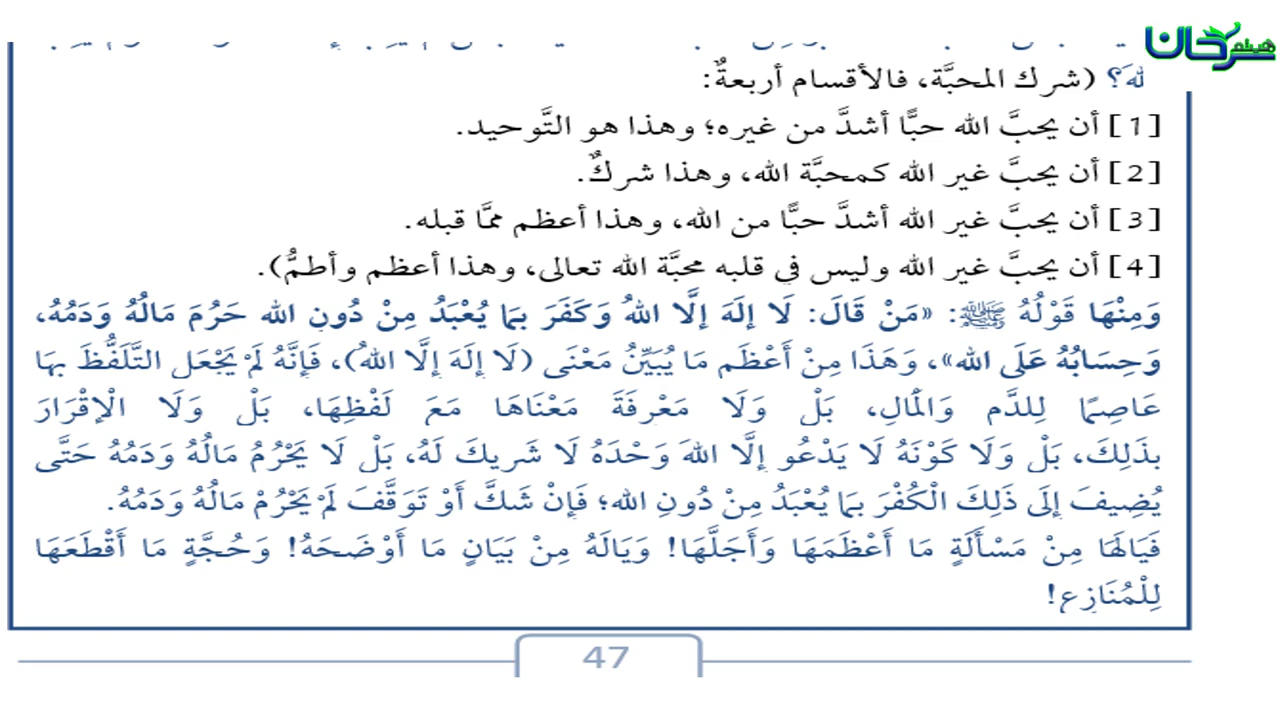 هيثم سرحان
للهَ؟ (شرك المحبَّة، فالأقسام أربعةٌ:
[1] أن يحبَّ الله حبًّا أشدَّ من غيره؛ وهذا هو التَّوحيد.
[2] أن يحبَّ غير الله كمحبَّة الله، وهذا شركٌ.
[3] أن يحبَّ غير الله أشدَّ حبًّا من الله، وهذا أعظم ممَّا قبله.
[4] أن يحبَّ غير الله وليس في قلبه محبَّة الله تعالى، وهذا أعظم وأطمُّ).
وَمِنْهَا قَوْلُهُ ﷺ: «مَنْ قَالَ: لَا إِلَهَ إِلَّا اللهُ وَكَفَرَ بِمَا يُعْبَدُ مِنْ دُونِ الله حَرُمَ مَالُهُ وَدَمُهُ،
وَحِسَابُهُ عَلَى الله»، وَهَذَا مِنْ أَعْظَم مَا يُبَيِّنُ مَعْنَى (لَا إِلَهَ إِلَّا اللهُ)، فَإِنَّهُ لَمْ يَجْعَل التَّلَفُّظَ بِهَا
عَاصِمًا لِلدَّم وَالمَالِ، بَلْ وَلَا مَعْرِفَةَ مَعْنَاهَا مَعَ لَفْظِهَا، بَلْ وَلَا الْإِقْرَارَ
بِذَلِكَ، بَلْ وَلَا كَوْنَهُ لَا يَدْعُو إِلَّا اللهَ وَحْدَهُ لَا شَرِيكَ لَهُ، بَلْ لَا يَحْرُمُ مَالُهُ وَدَمُهُ حَتَّى
يُضِيفَ إِلَى ذَلِكَ الْكُفْرَ بِمَا يُعْبَدُ مِنْ دُونِ الله؛ فَإِنْ شَكَّ أَوْ تَوَقَّفَ لَمْ يَحْرُمْ مَالُهُ وَدَمُهُ.
فَيَالَهَا مِنْ مَسْأَلَةٍ مَا أَعْظَمَهَا وَأَجَلَّهَا! وَيَالَهُ مِنْ بَيَانٍ مَا أَوْضَحَهُ! وَحُجَّةٍ مَا أَقْطَعَهَا
لِلْمُنَازِعِ!
47